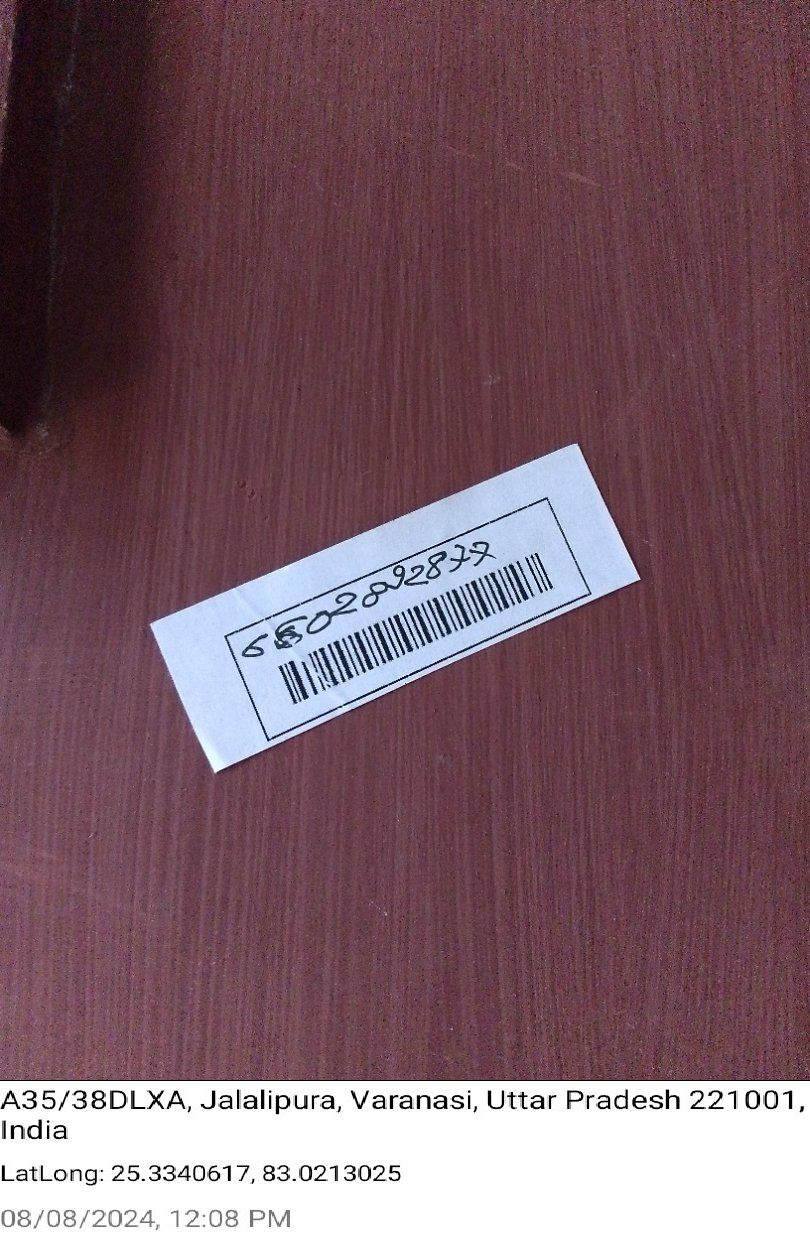 A35/38DLXA, Jalalipura, Varanasi, Uttar Pradesh 221001,
India
LatLong: 25.3340617, 83.0213025
08/08/2024, 12:08 PM